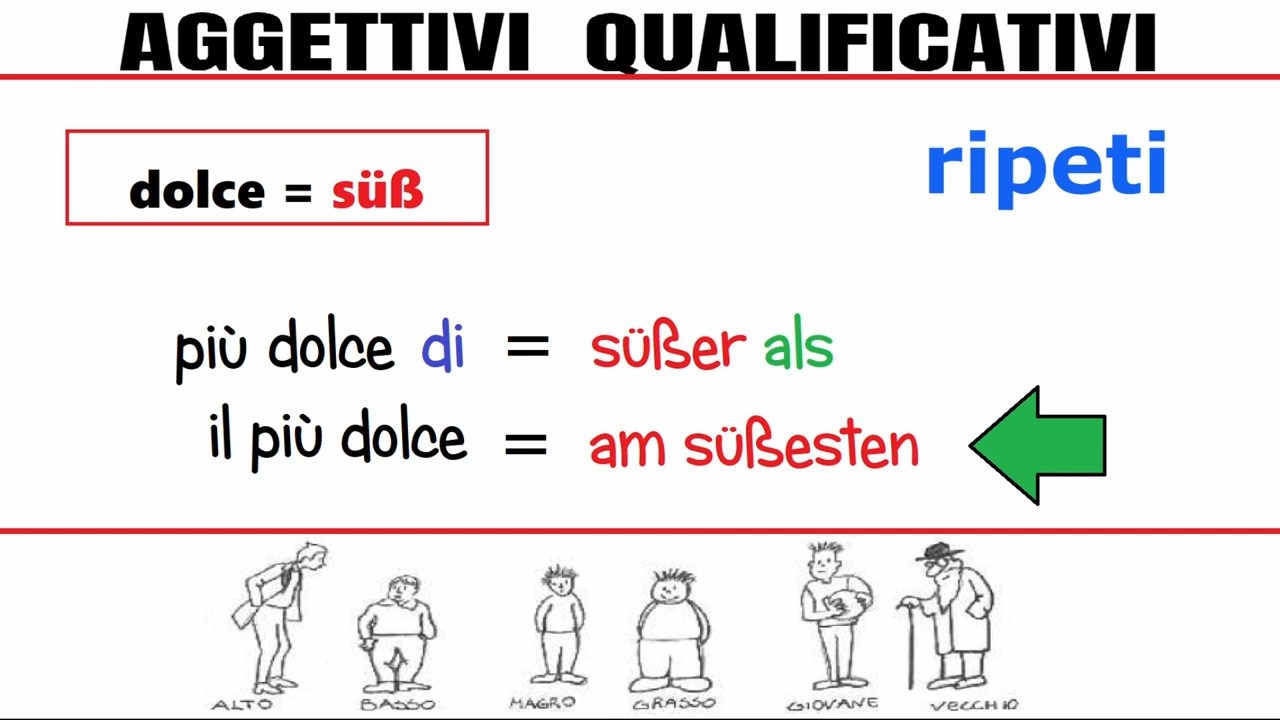 AGGETTIVI QUALIFICATIVI
dolce = süß
ripeti
più dolce di = süßer als
il più dolce = am süßesten
ALTO BASSO MAGRO GRASSO GIOVANE VECCHIO